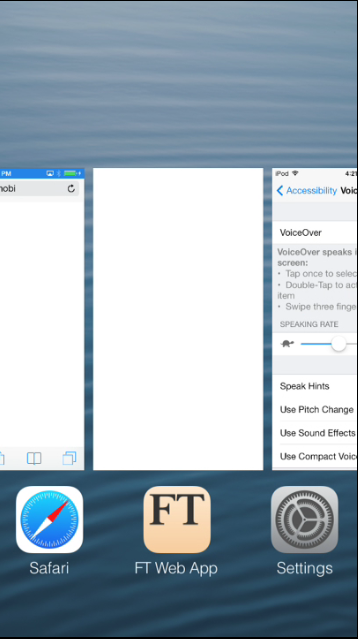 PM
nobi
iPod
4:21
Accessibility Voic
VoiceOver
VoiceOver speaks i
screen:
• Tap once to selec
• Double-Tap to ac
item
• Swipe three finge
SPEAKING RATE
Speak Hints
Use Pitch Change
Use Sound Effects
Use Compact Voic
FT
Safari
FT Web App
Settings